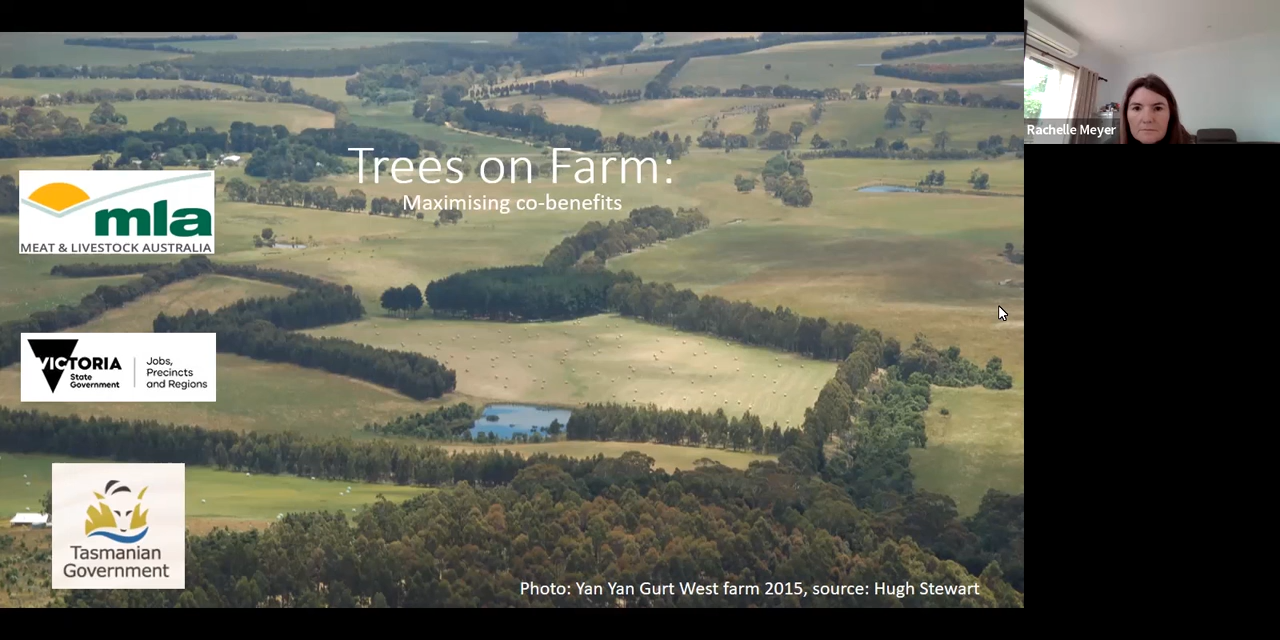 Rachelle Meyer
Trees on Farm:
Maximising co-benefits
mla
MEAT & LIVESTOCK AUSTRALIA
VICTORIA
State
Government
Jobs,
Precincts
and Regions
Tasmanian
Government
Photo: Yan Yan Gurt West farm 2015, source: Hugh Stewart